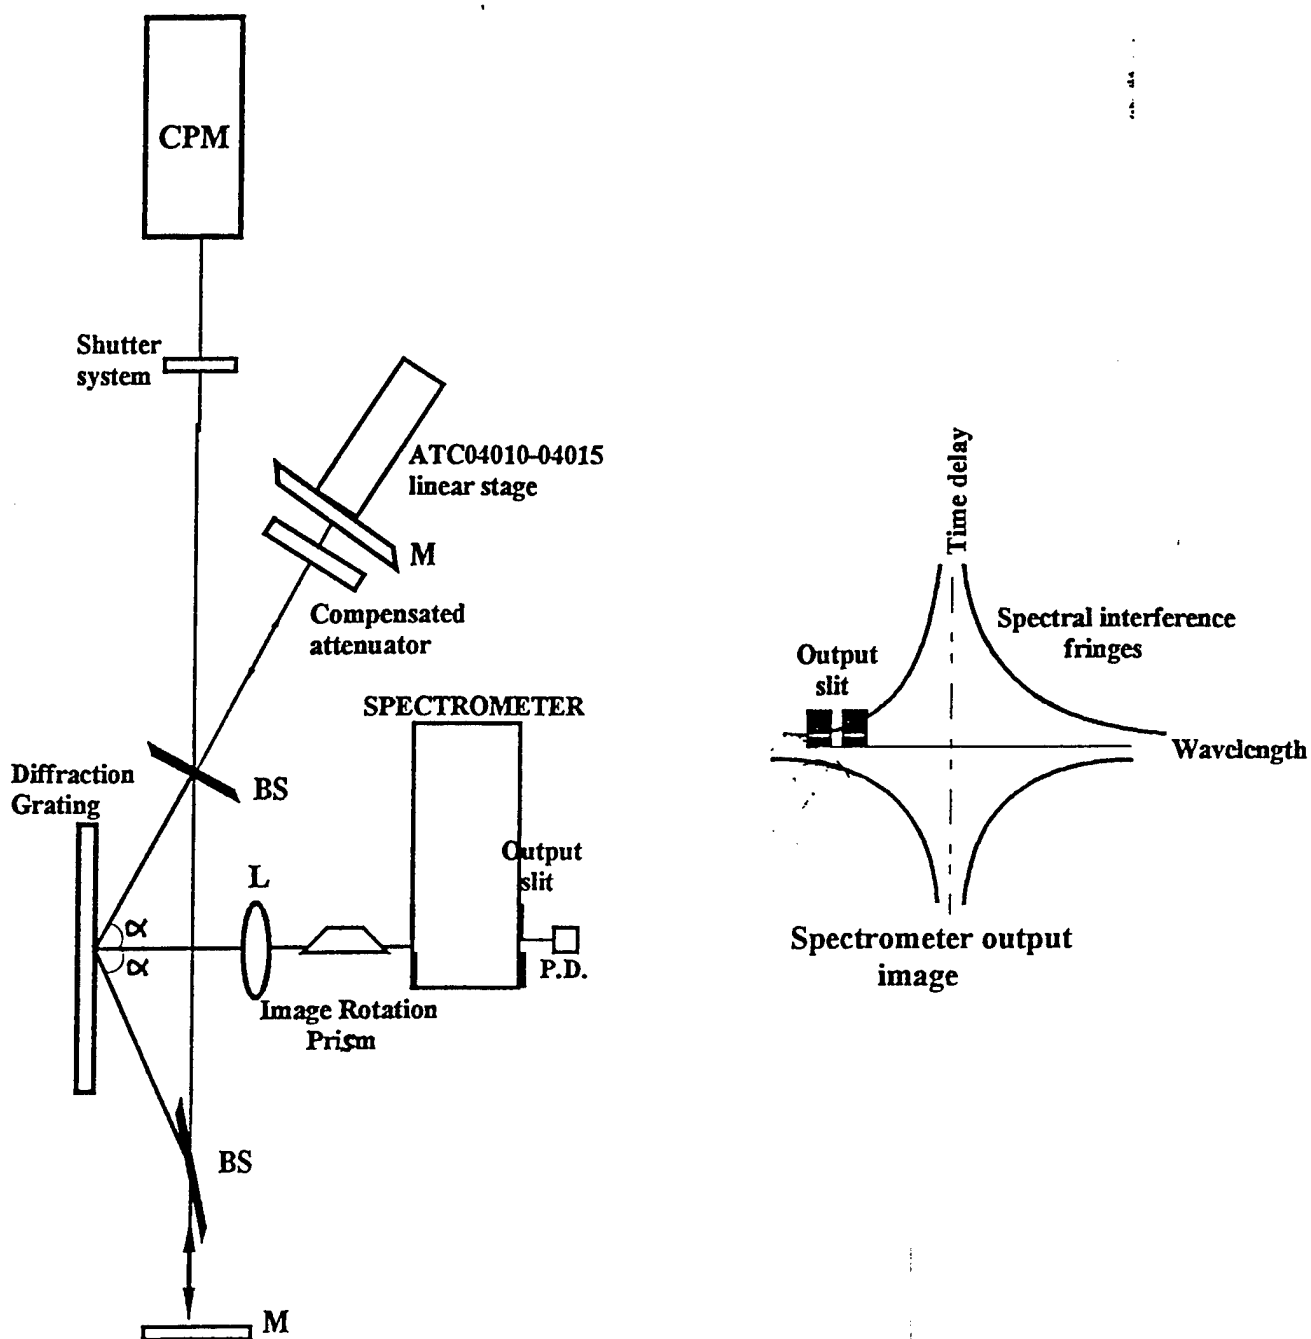 CPM
Shutter
system
ATC04010-04015
linear stage
M
Compensated
attenuator
SPECTROMETER
Diffraction
Grating
BS
L
Output
slit
α
α
P.D.
Image Rotation
Prism
BS
M
Time delay
Spectral interference
fringes
Output
slit
Wavelength
Spectrometer output
image